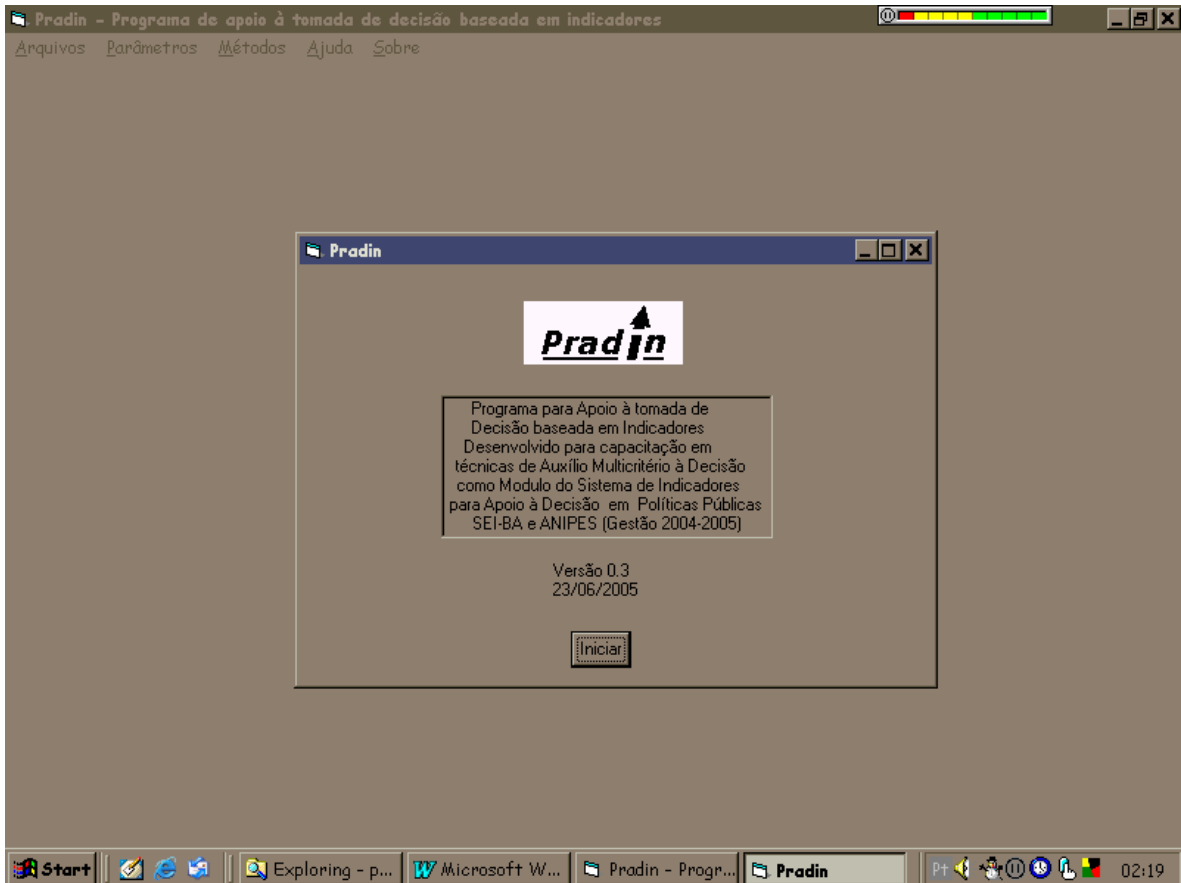 Pradin - Programa de apoio à tomada de decisão baseada em indicadores
Arquivos Parâmetros Métodos Ajuda Sobre
Pradin
Pradin
Programa para Apoio à tomada de
Decisão baseada em Indicadores
Desenvolvido para capacitação em
técnicas de Auxílio Multicritério à Decisão
como Modulo do Sistema de Indicadores
para Apoio à Decisão em Políticas Públicas
SEI-BA e ANIPES (Gestão 2004-2005)
Versão 0.3
23/06/2005
Iniciar
Start Exploring - p... Microsoft W... Pradin - Progr... Pradin Pt 02:19